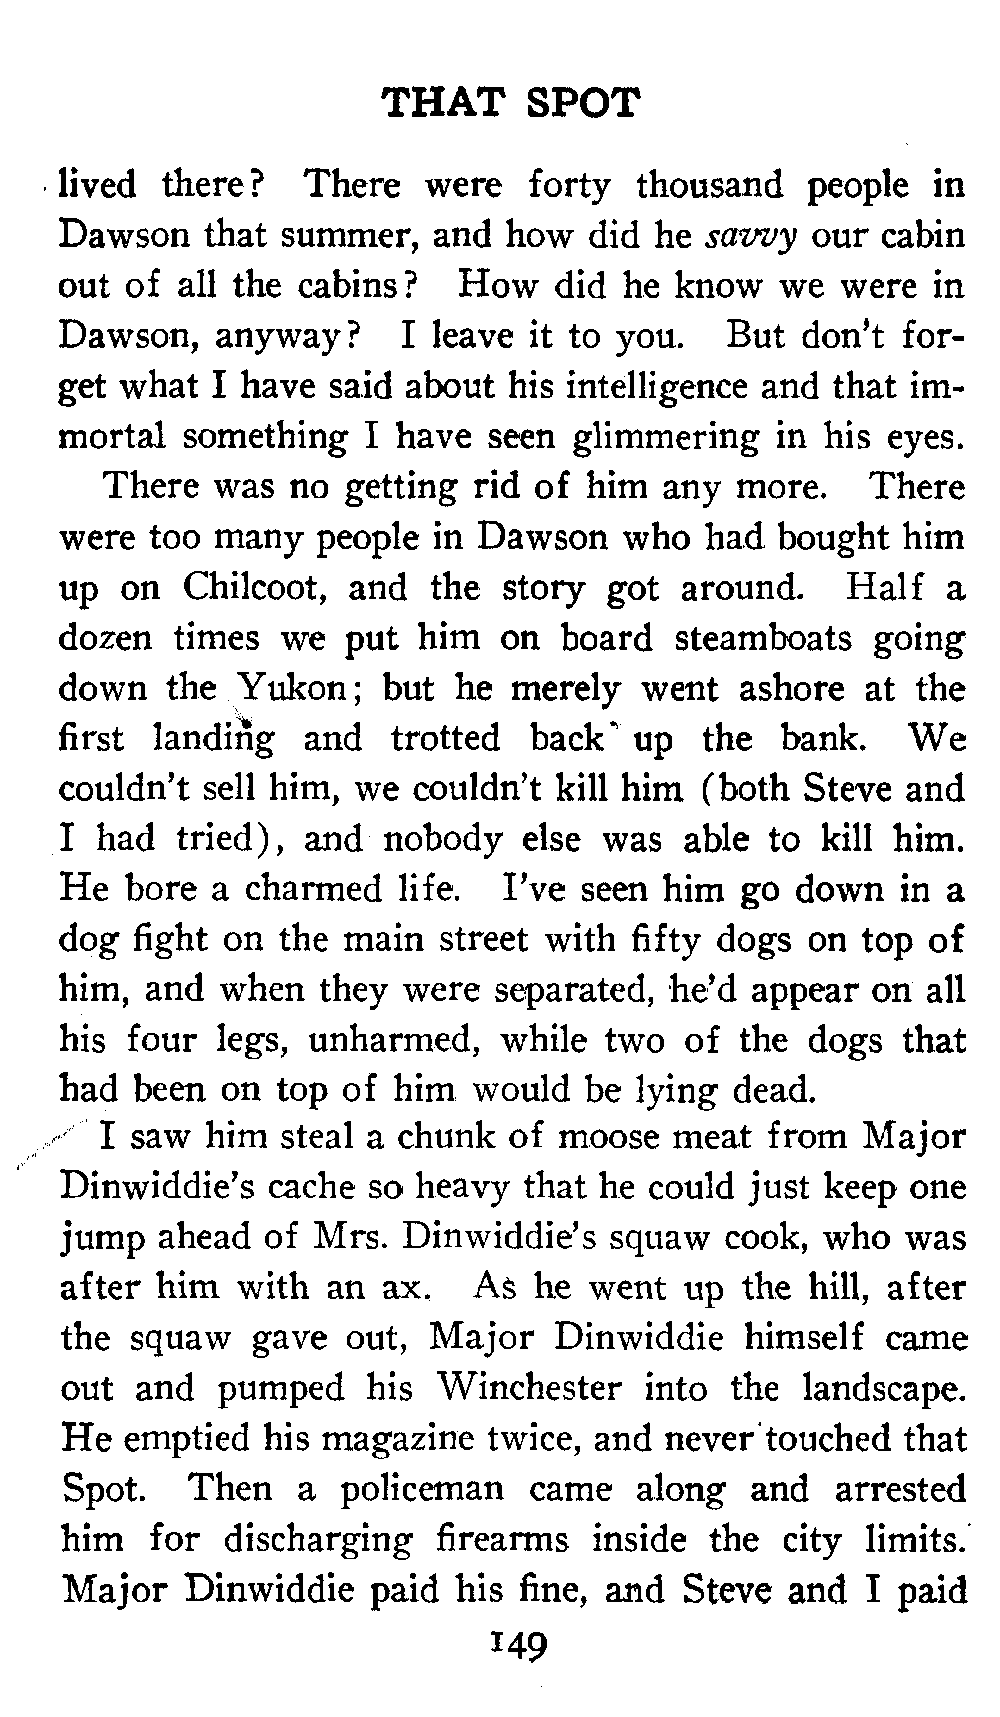 THAT SPOT
lived there? There were forty thousand people in
Dawson that summer, and how did he savvy our cabin
out of all the cabins? How did he know we were in
Dawson, anyway? I leave it to you. But don't for-
get what I have said about his intelligence and that im-
mortal something I have seen glimmering in his eyes.
There was no getting rid of him any more. There
were too many people in Dawson who had bought him
up on Chilcoot, and the story got around. Half a
dozen times we put him on board steamboats going
down the Yukon; but he merely went ashore at the
first landing and trotted back up the bank. We
couldn't sell him, we couldn't kill him (both Steve and
I had tried), and nobody else was able to kill him.
He bore a charmed life. I've seen him go down in a
dog fight on the main street with fifty dogs on top of
him, and when they were separated, he'd appear on all
his four legs, unharmed, while two of the dogs that
had been on top of him would be lying dead.
I saw him steal a chunk of moose meat from Major
Dinwiddie's cache so heavy that he could just keep one
jump ahead of Mrs. Dinwiddie's squaw cook, who was
after him with an ax. As he went up the hill, after
the squaw gave out, Major Dinwiddie himself came
out and pumped his Winchester into the landscape.
He emptied his magazine twice, and never touched that
Spot. Then a policeman came along and arrested
him for discharging firearms inside the city limits.
Major Dinwiddie paid his fine, and Steve and I paid
149